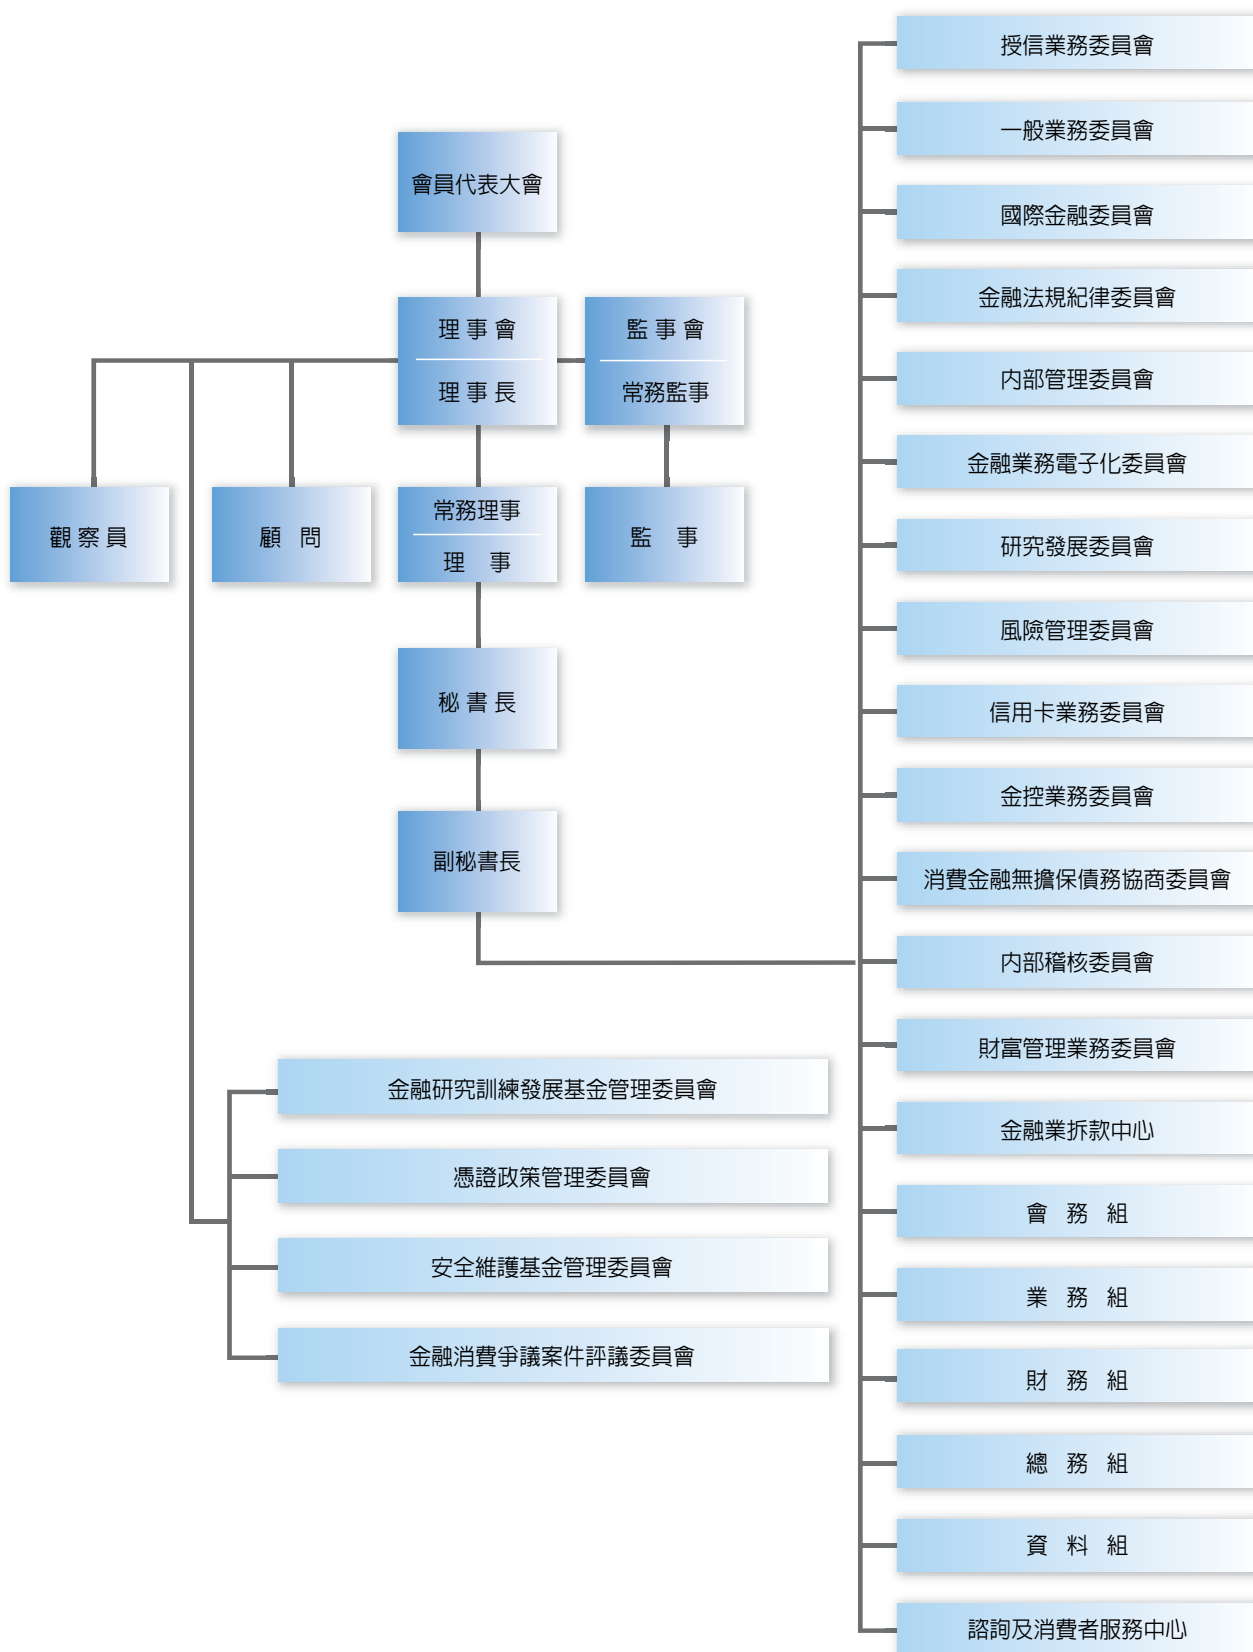 會員代表大會
理事會
理事長
監事會
常務監事
觀察員
顧問
常務理事
理事
監事
秘書長
副秘書長
金融研究訓練發展基金管理委員會
憑證政策管理委員會
安全維護基金管理委員會
金融消費爭議案件評議委員會
授信業務委員會
一般業務委員會
國際金融委員會
金融法規紀律委員會
內部管理委員會
金融業務電子化委員會
研究發展委員會
風險管理委員會
信用卡業務委員會
金控業務委員會
消費金融無擔保債務協商委員會
內部稽核委員會
財富管理業務委員會
金融業拆款中心
會務組
業務組
財務組
總務組
資料組
諮詢及消費者服務中心